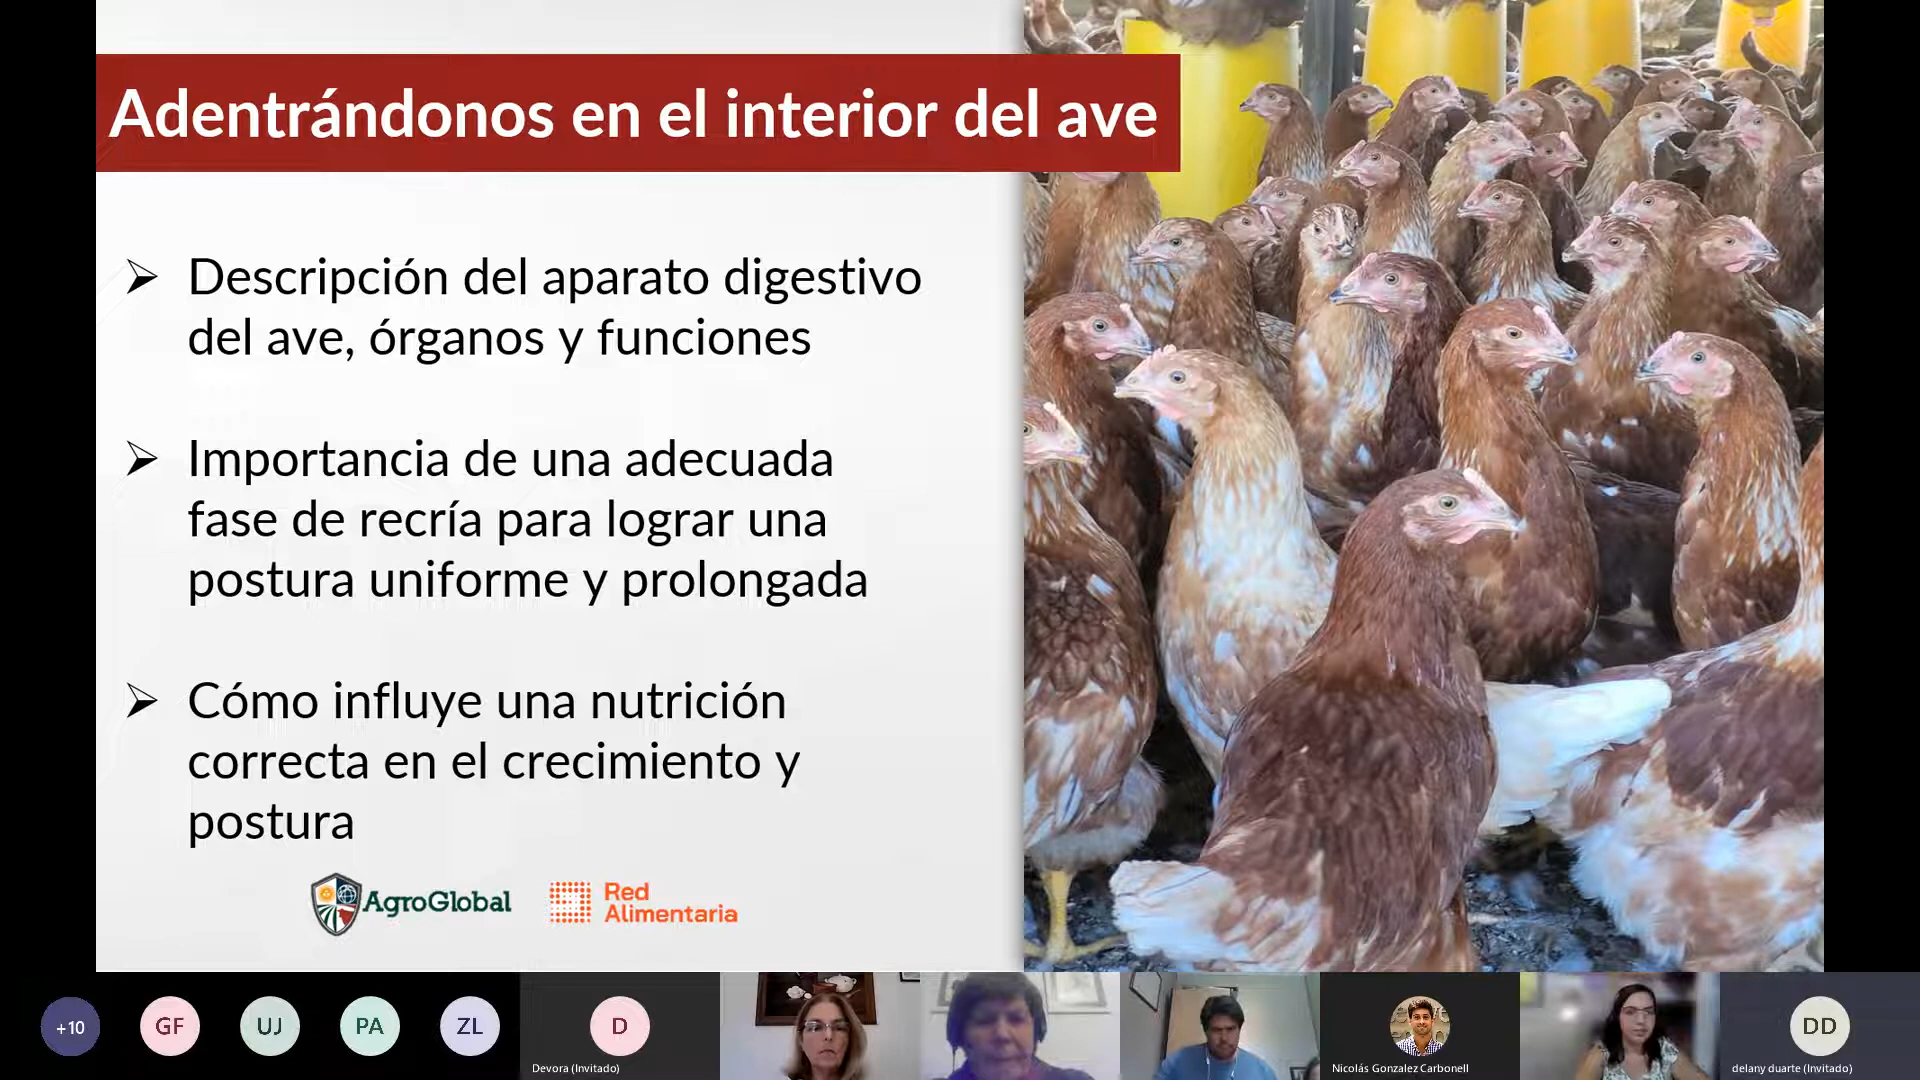 Adentrándonos en el interior del ave
➢ Descripción del aparato digestivo
del ave, órganos y funciones
➢ Importancia de una adecuada
fase de recría para lograr una
postura uniforme y prolongada
➢ Cómo influye una nutrición
correcta en el crecimiento y
postura
AgroGlobal
Red
Alimentaria
+10
GF
UJ
PA
ZL
D
Devora (Invitado)
Nicolás Gonzalez Carbonell
DD
delany duarte (Invitado)